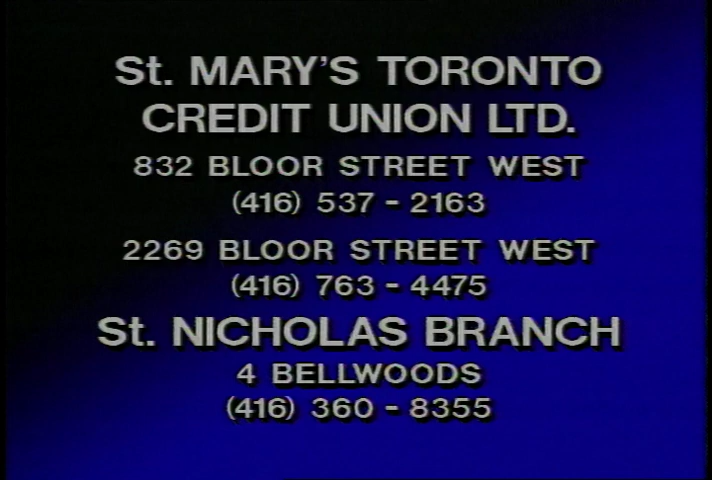 St. MARY'S TORONTO
CREDIT UNION LTD.
832 BLOOR STREET WEST
(416) 537 - 2163
2269 BLOOR STREET WEST
(416) 763 - 4475
St. NICHOLAS BRANCH
4 BELLWOODS
(416) 360 - 8355